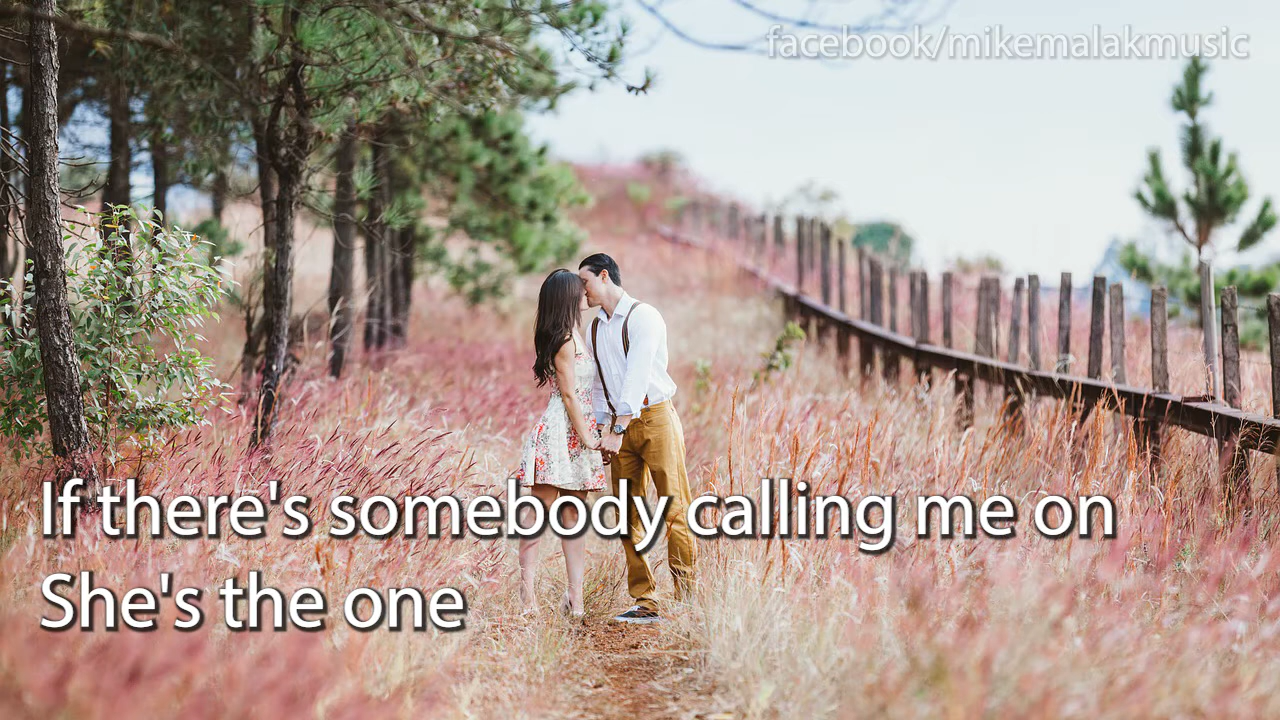 facebook/mikemalakmusic
If there's somebody calling me on
She's the one